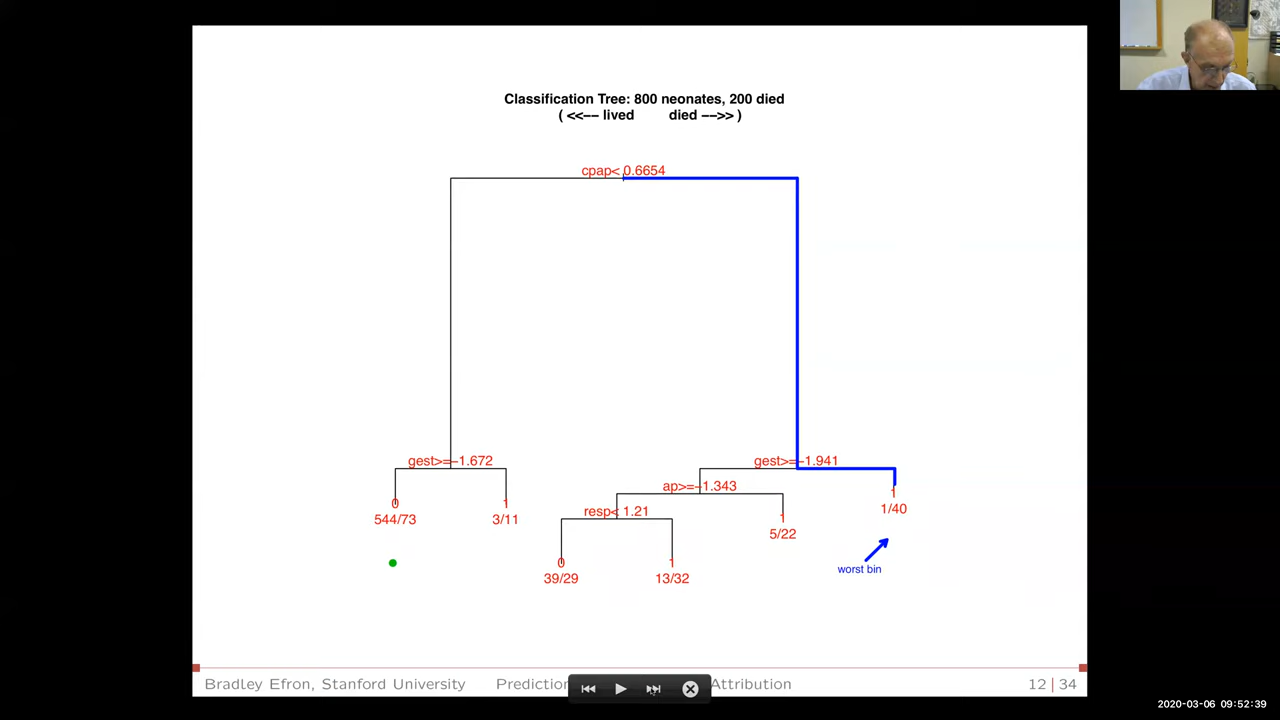 Classification Tree: 800 neonates, 200 died
( <<−− lived died −−>> )
cpap< 0.6654
gest>=−1.672
gest>=−1.941
ap>=−1.343
resp< 1.21
0
544/73
1
3/11
0
39/29
1
13/32
1
5/22
1
1/40
worst bin
Bradley Efron, Stanford University Prediction Attribution 12 | 34
2020-03-06 09:52:39